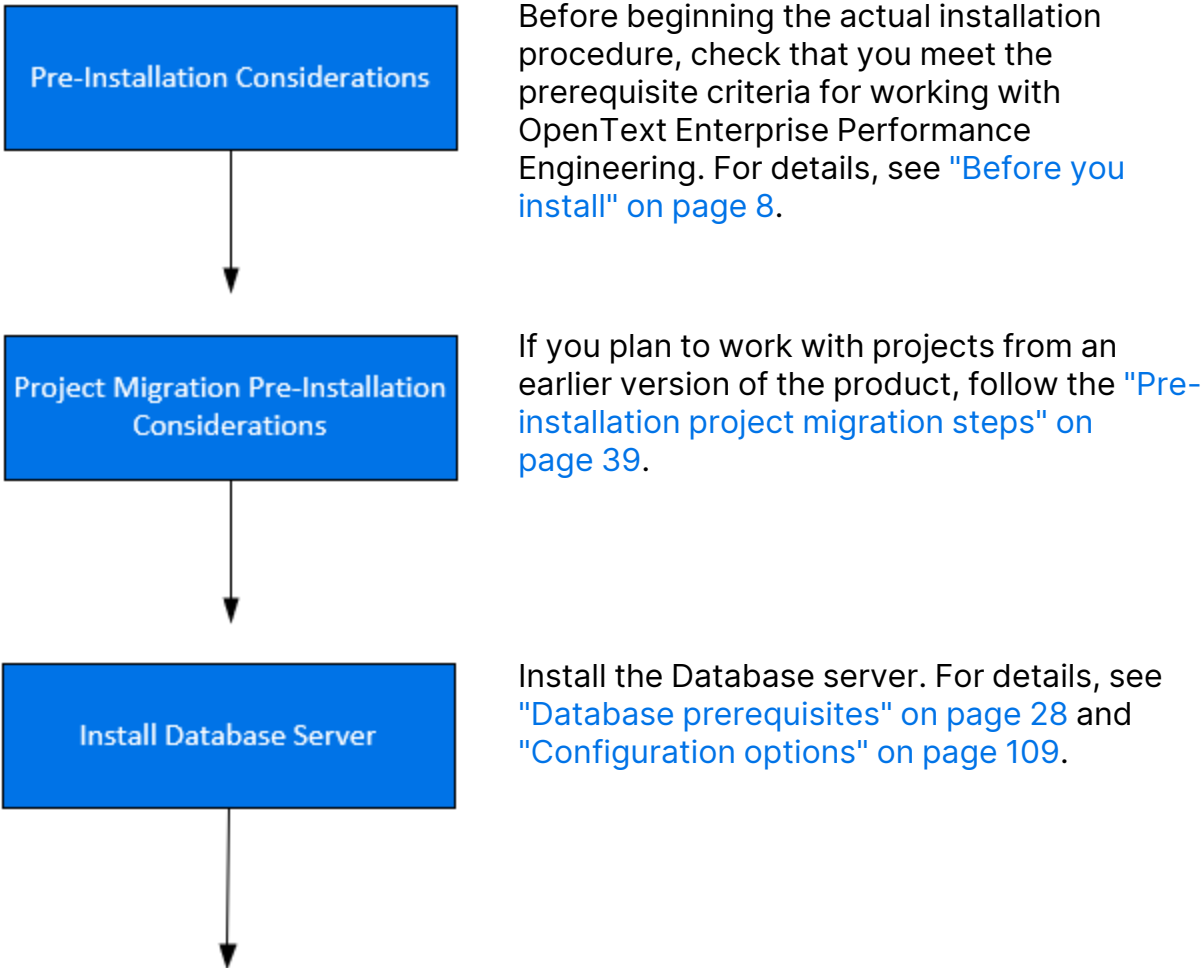 Pre-Installation Considerations
Before beginning the actual installation
procedure, check that you meet the
prerequisite criteria for working with
OpenText Enterprise Performance
Engineering. For details, see "Before you
install" on page 8.
Project Migration Pre-Installation
Considerations
If you plan to work with projects from an
earlier version of the product, follow the "Pre-
installation project migration steps" on
page 39.
Install Database Server
Install the Database server. For details, see
"Database prerequisites" on page 28 and
"Configuration options" on page 109.